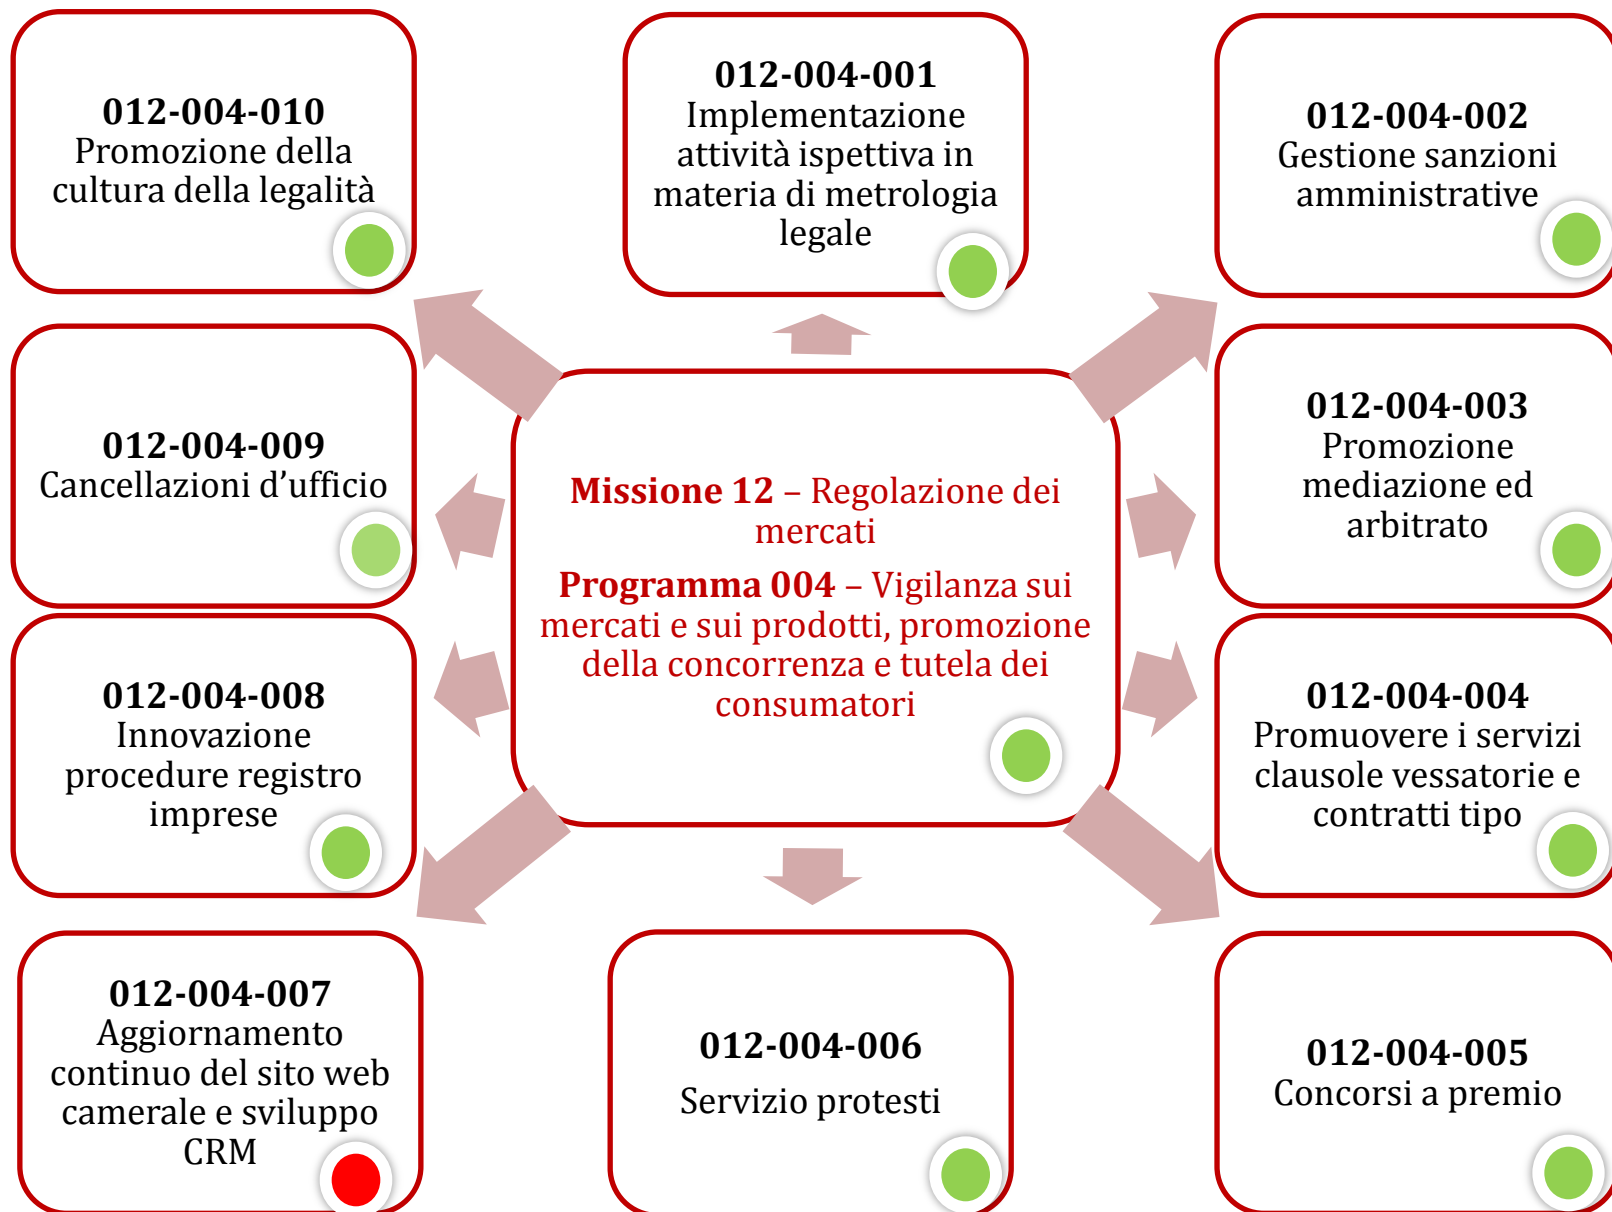 012-004-010
Promozione della
cultura della legalità
012-004-001
Implementazione
attività ispettiva in
materia di metrologia
legale
012-004-002
Gestione sanzioni
amministrative
012-004-009
Cancellazioni d’ufficio
Missione 12 – Regolazione dei
mercati
Programma 004 – Vigilanza sui
mercati e sui prodotti, promozione
della concorrenza e tutela dei
consumatori
012-004-003
Promozione
mediazione ed
arbitrato
012-004-008
Innovazione
procedure registro
imprese
012-004-004
Promuovere i servizi
clausole vessatorie e
contratti tipo
012-004-007
Aggiornamento
continuo del sito web
camerale e sviluppo
CRM
012-004-006
Servizio protesti
012-004-005
Concorsi a premio